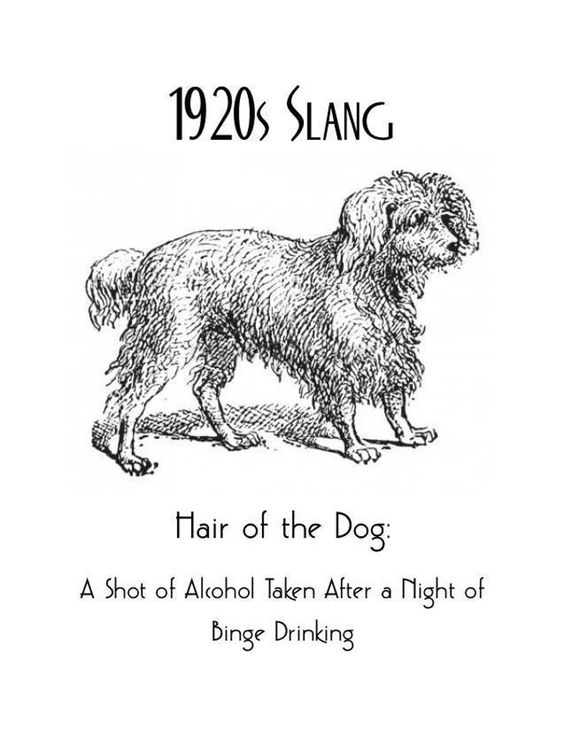 1920s Slang
Hair of the Dog:
A Shot of Alcohol Taken After a Night of
Binge Drinking